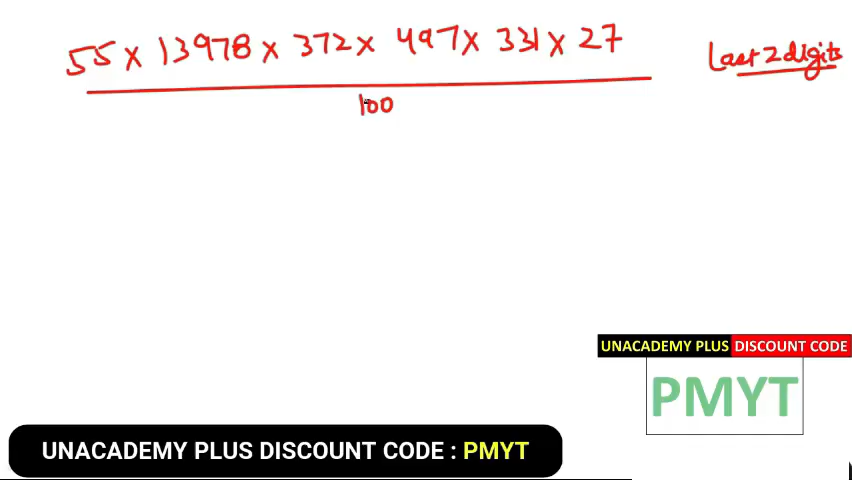 55 x 13978 x 372 x 497 x 331 x 27
Last 2 digits
100
UNACADEMY PLUS DISCOUNT CODE
PMYT
UNACADEMY PLUS DISCOUNT CODE : PMYT